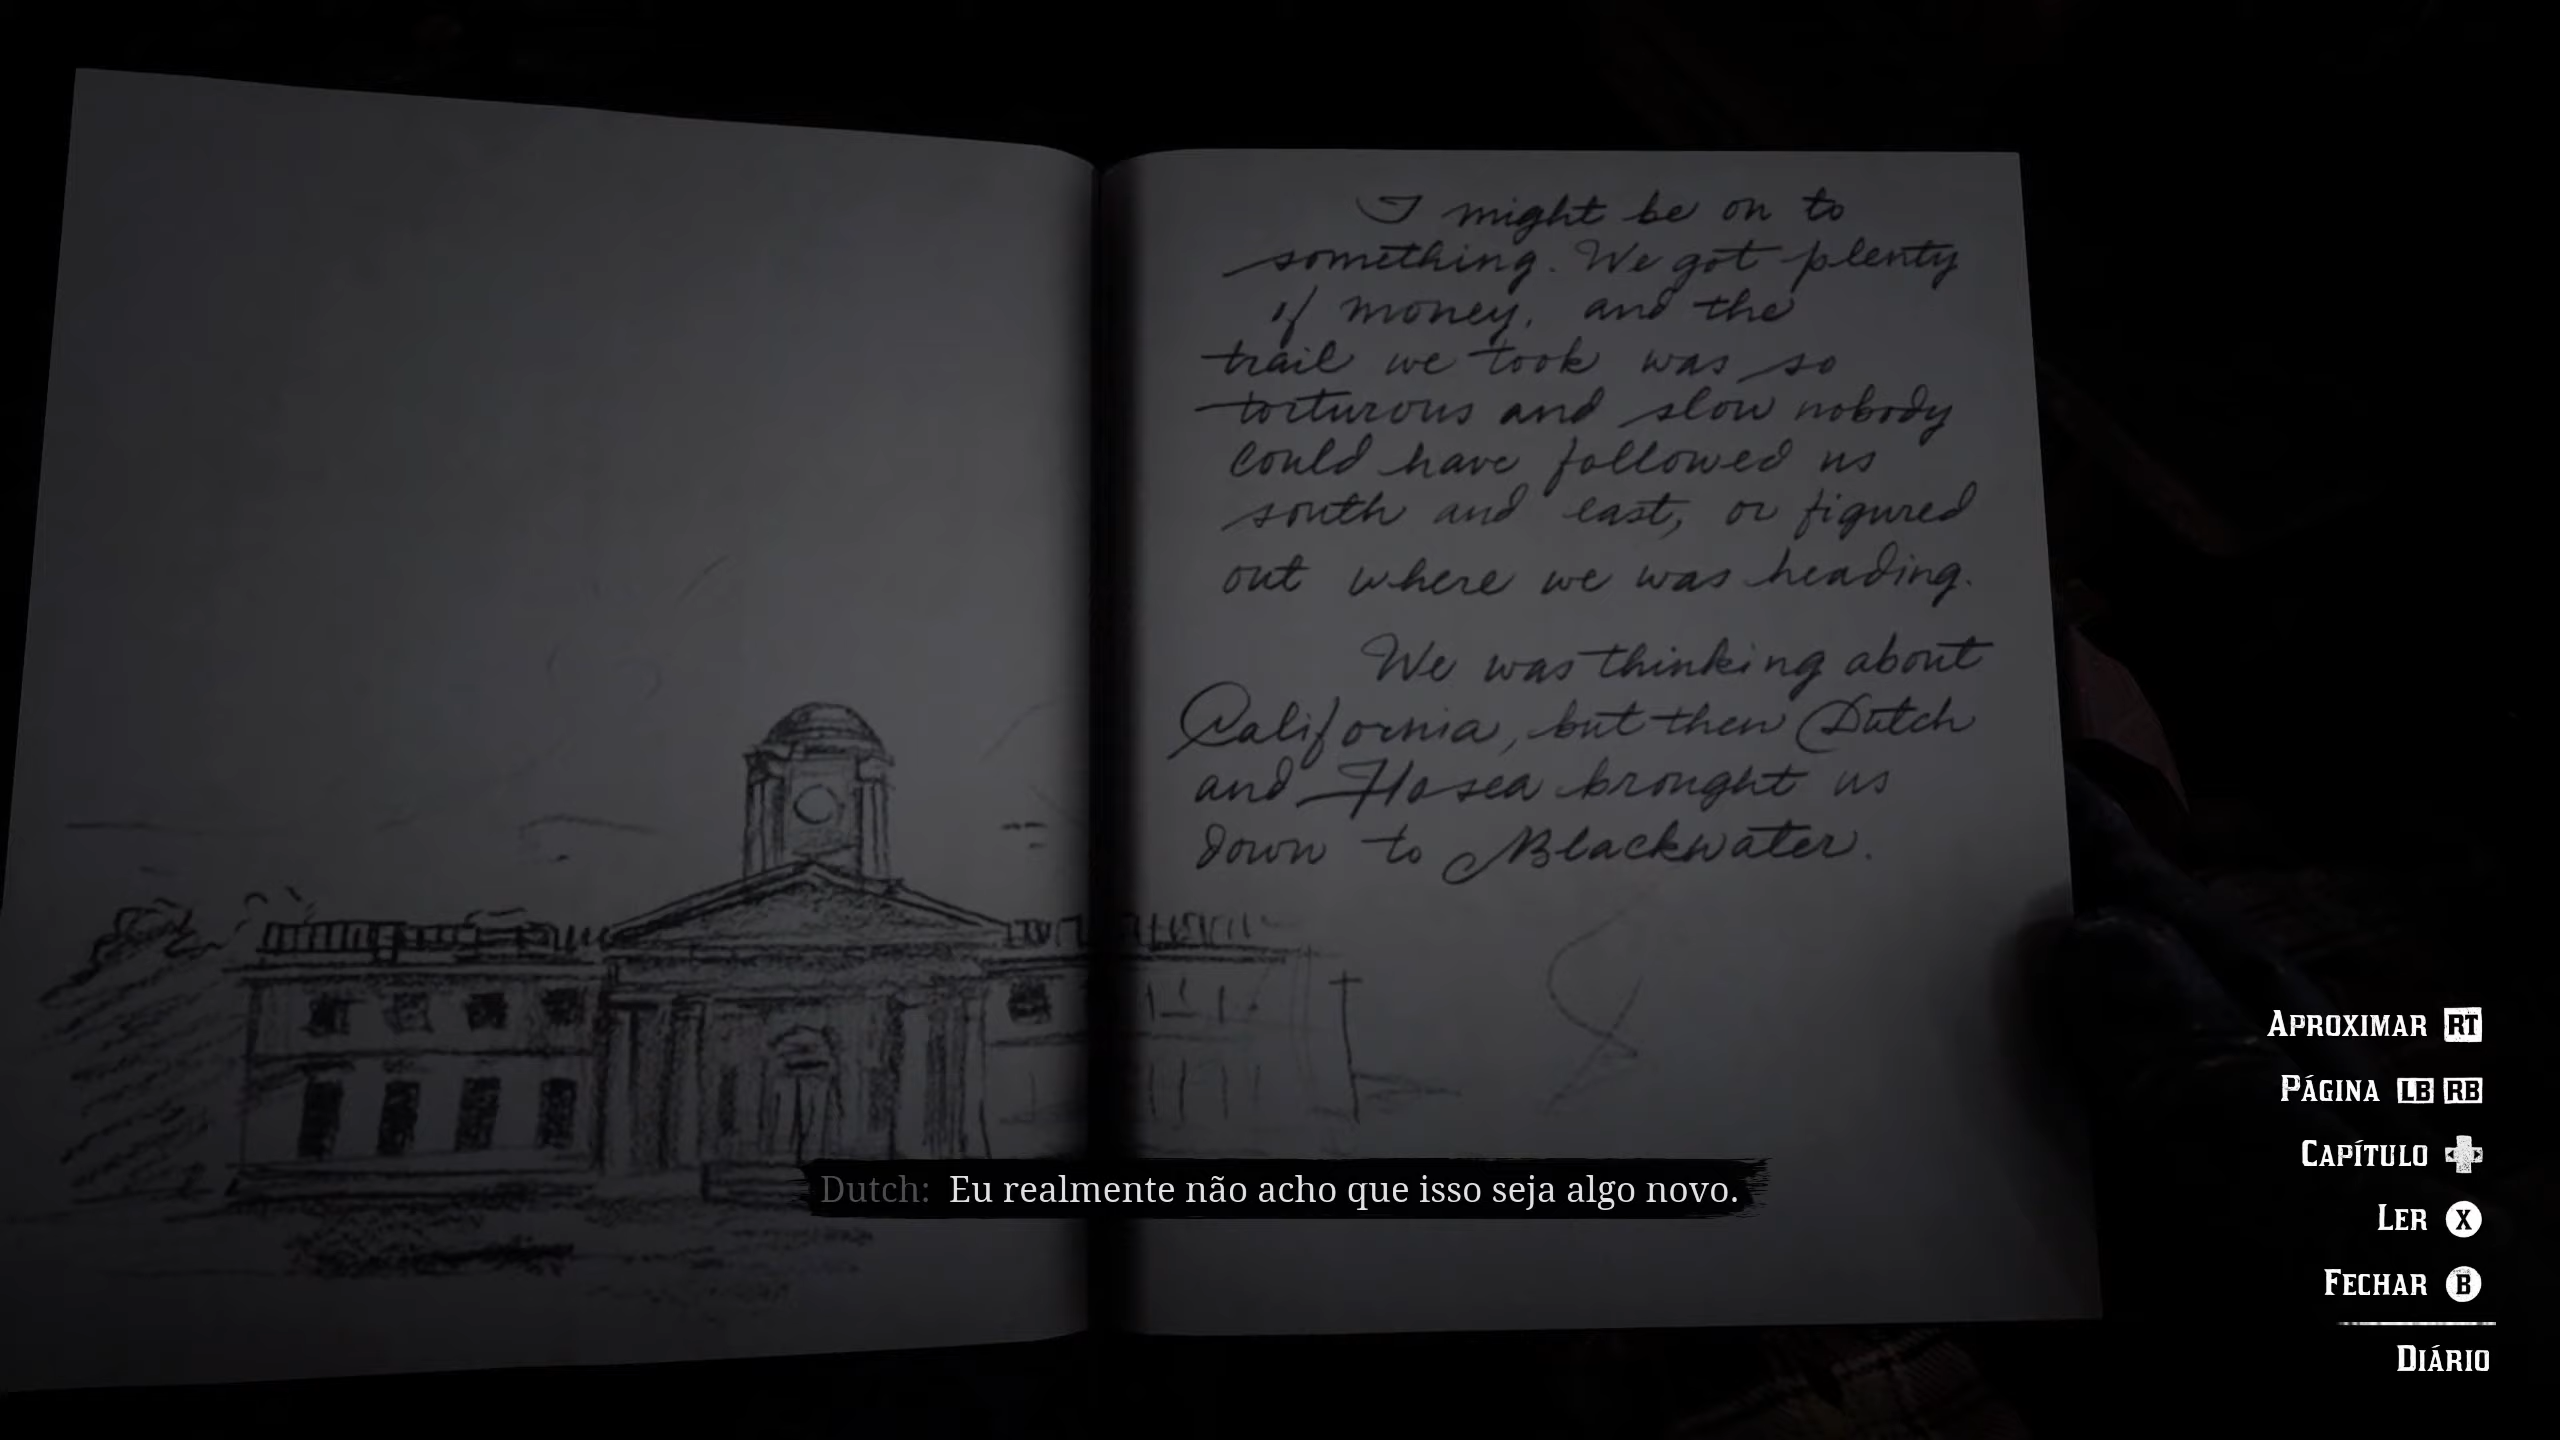 I might be on to
something. We got plenty
of money, and the
trail we took was so
torturous and slow nobody
could have followed us
south and east, or figured
out where we was heading.
We was thinking about
California, but then Dutch
and Hosea brought us
down to Blackwater.
Dutch: Eu realmente não acho que isso seja algo novo.
APROXIMAR RT
PÁGINA LB RB
CAPÍTULO
LER X
FECHAR B
DIÁRIO